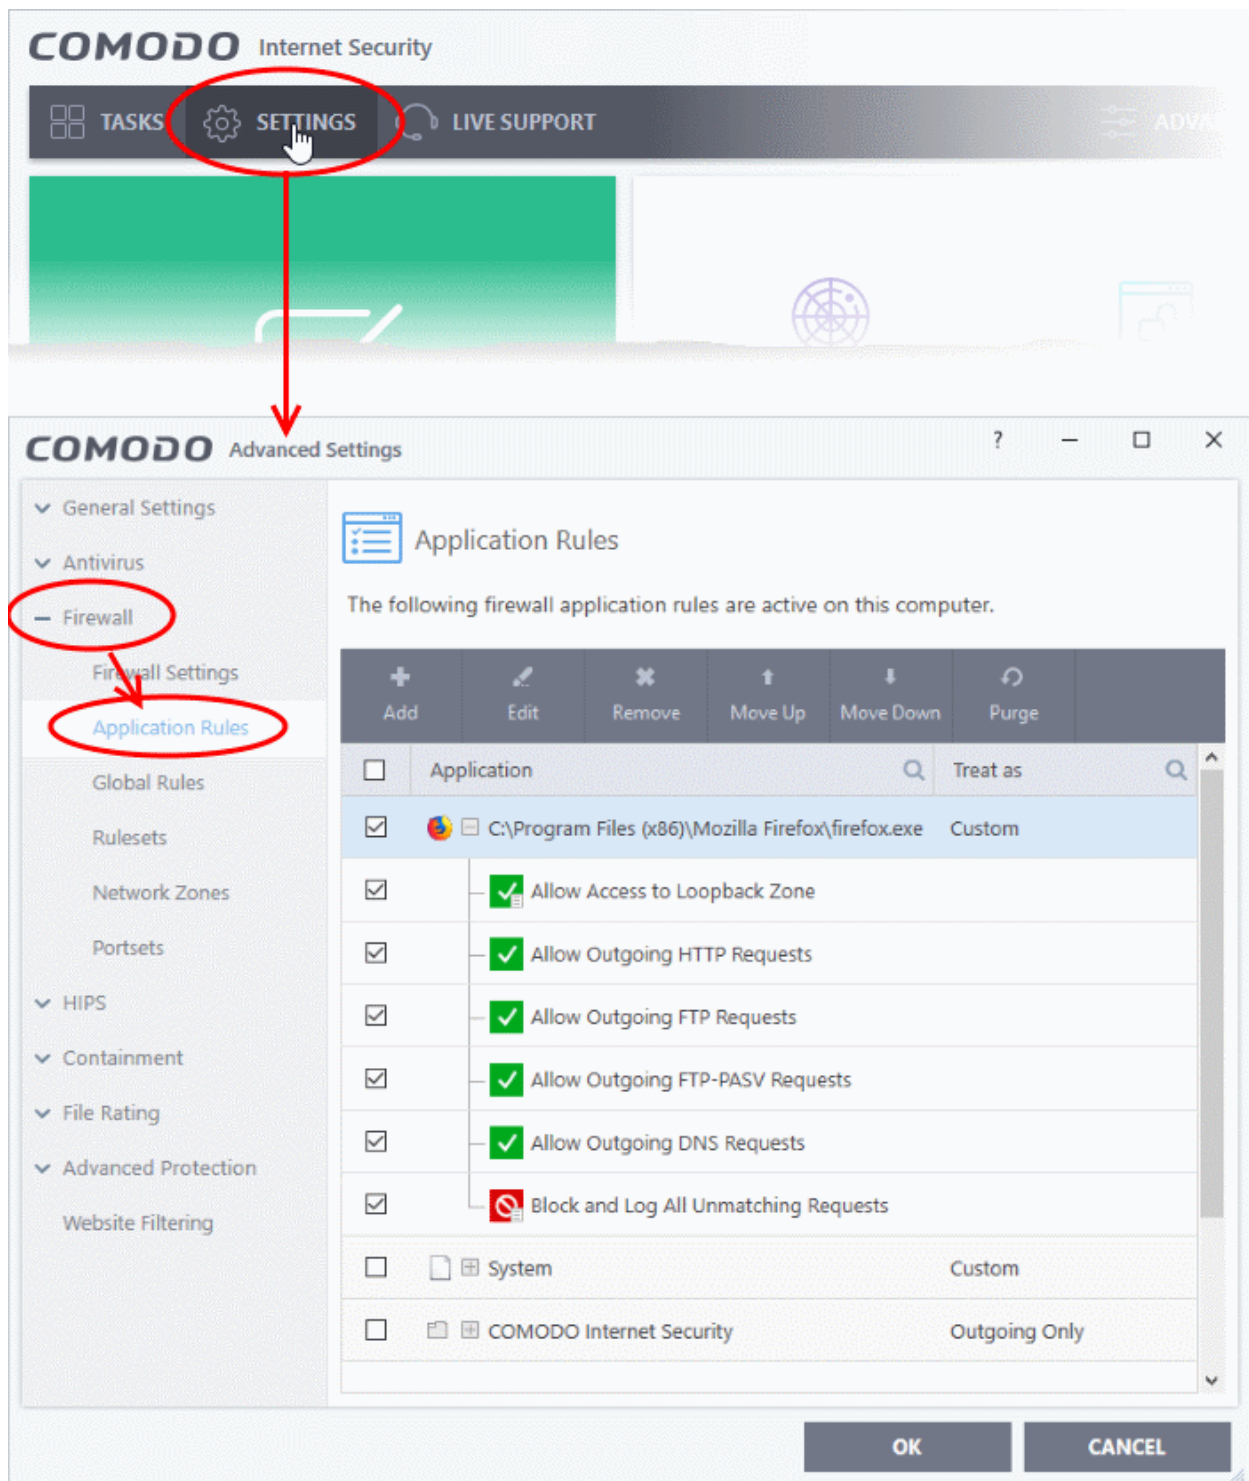 COMODO Internet Security
TASKS SETTINGS LIVE SUPPORT
COMODO Advanced Settings ?
General Settings
Antivirus
Firewall
Firewall Settings
Application Rules
Global Rules
Rulesets
Network Zones
Portsets
HIPS
Containment
File Rating
Advanced Protection
Website Filtering
Application Rules
The following firewall application rules are active on this computer.
Add Edit Remove Move Up Move Down Purge
Application Treat as
C:\Program Files (x86)\Mozilla Firefox\firefox.exe Custom
Allow Access to Loopback Zone
Allow Outgoing HTTP Requests
Allow Outgoing FTP Requests
Allow Outgoing FTP-PASV Requests
Allow Outgoing DNS Requests
Block and Log All Unmatching Requests
System Custom
COMODO Internet Security Outgoing Only
OK CANCEL